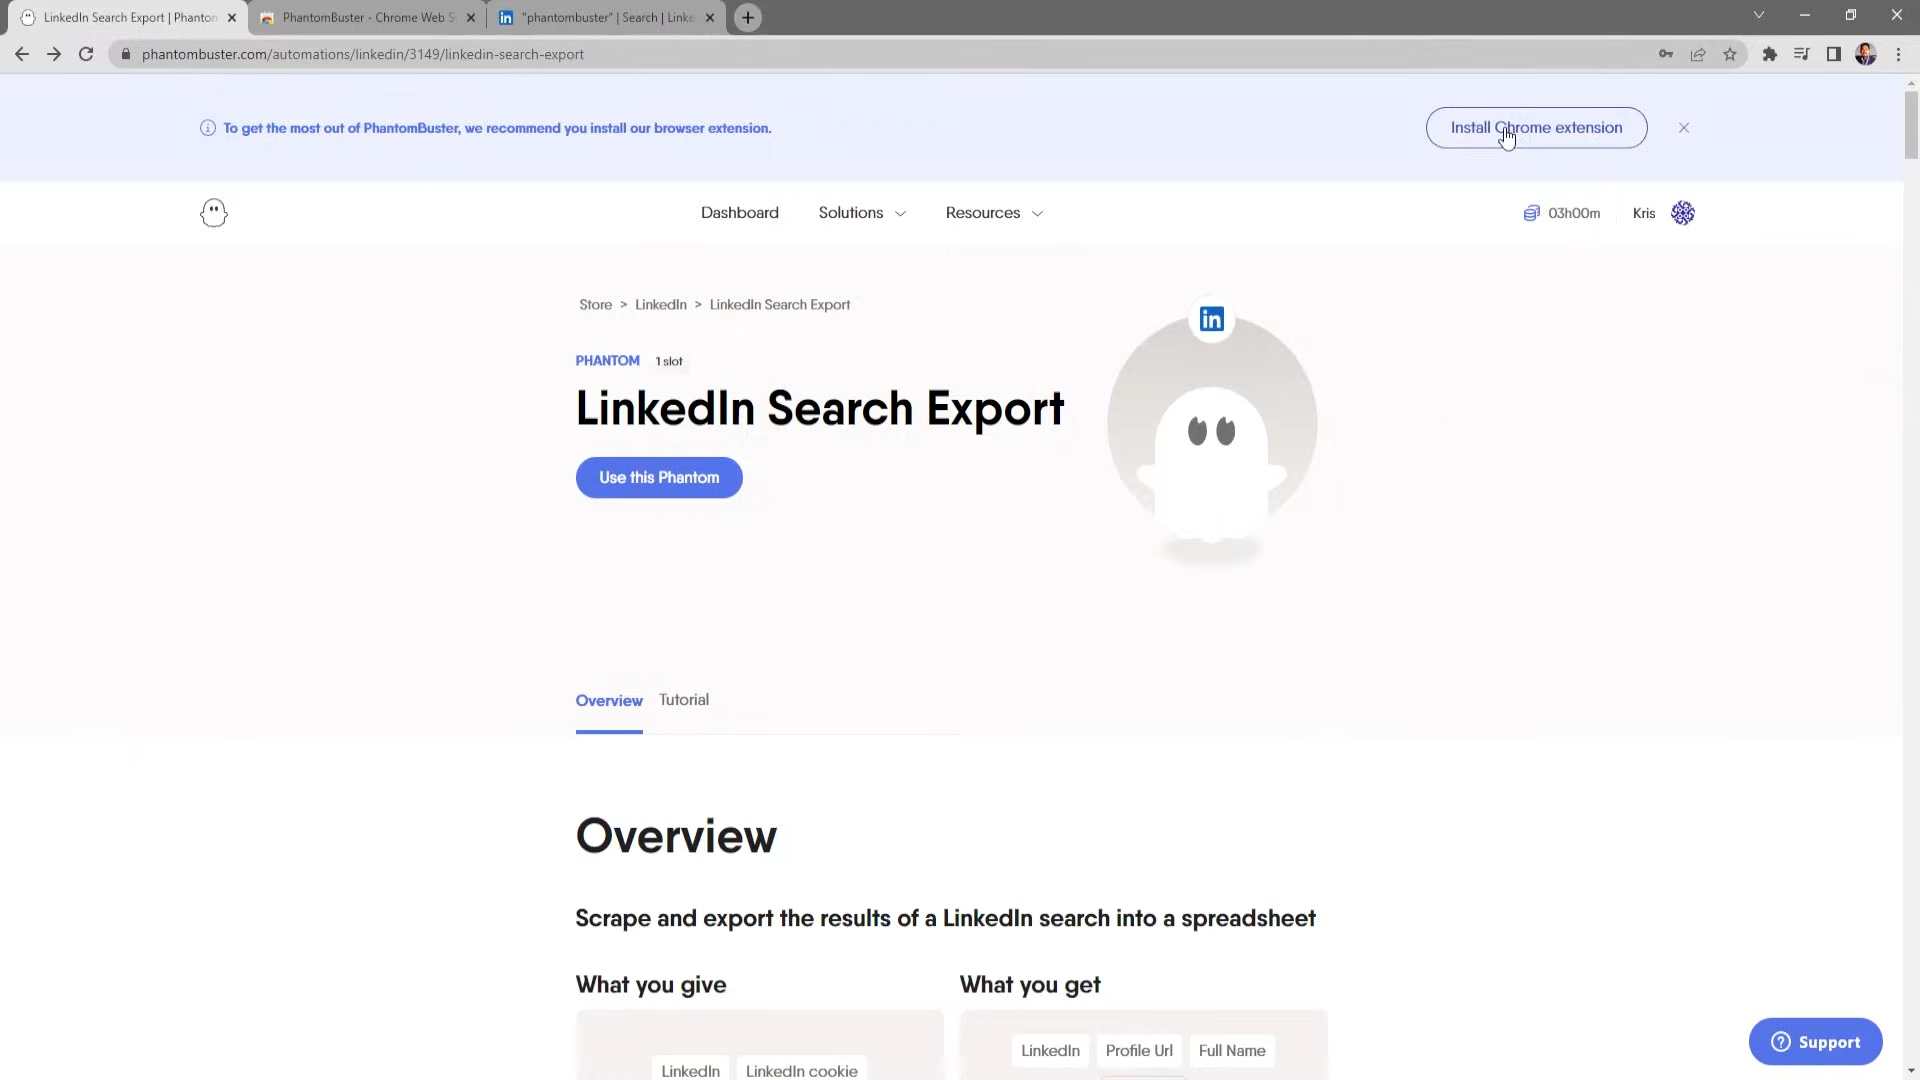 LinkedIn Search Export | Phanton
PhantomBuster - Chrome Web S
in "phantombuster" | Search | Linke
phantombuster.com/automations/linkedin/3149/linkedin-search-export
To get the most out of PhantomBuster, we recommend you install our browser extension.
Install Chrome extension
Dashboard
Solutions
Resources
03h00m
Kris
Store > LinkedIn > LinkedIn Search Export
in
PHANTOM 1 slot
LinkedIn Search Export
Use this Phantom
Overview Tutorial
Overview
Scrape and export the results of a LinkedIn search into a spreadsheet
What you give
What you get
LinkedIn Profile Url Full Name
LinkedIn LinkedIn cookie
Support